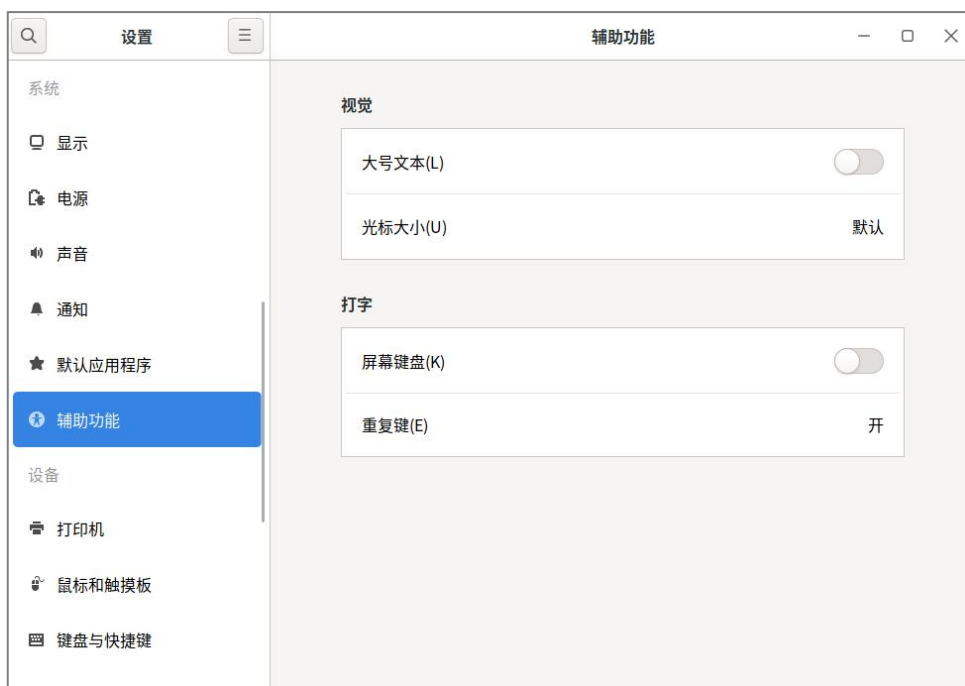 设置
辅助功能
系统
显示
电源
声音
通知
默认应用程序
辅助功能
设备
打印机
鼠标和触摸板
键盘与快捷键
视觉
大号文本(L)
光标大小(U) 默认
打字
屏幕键盘(K)
重复键(E) 开